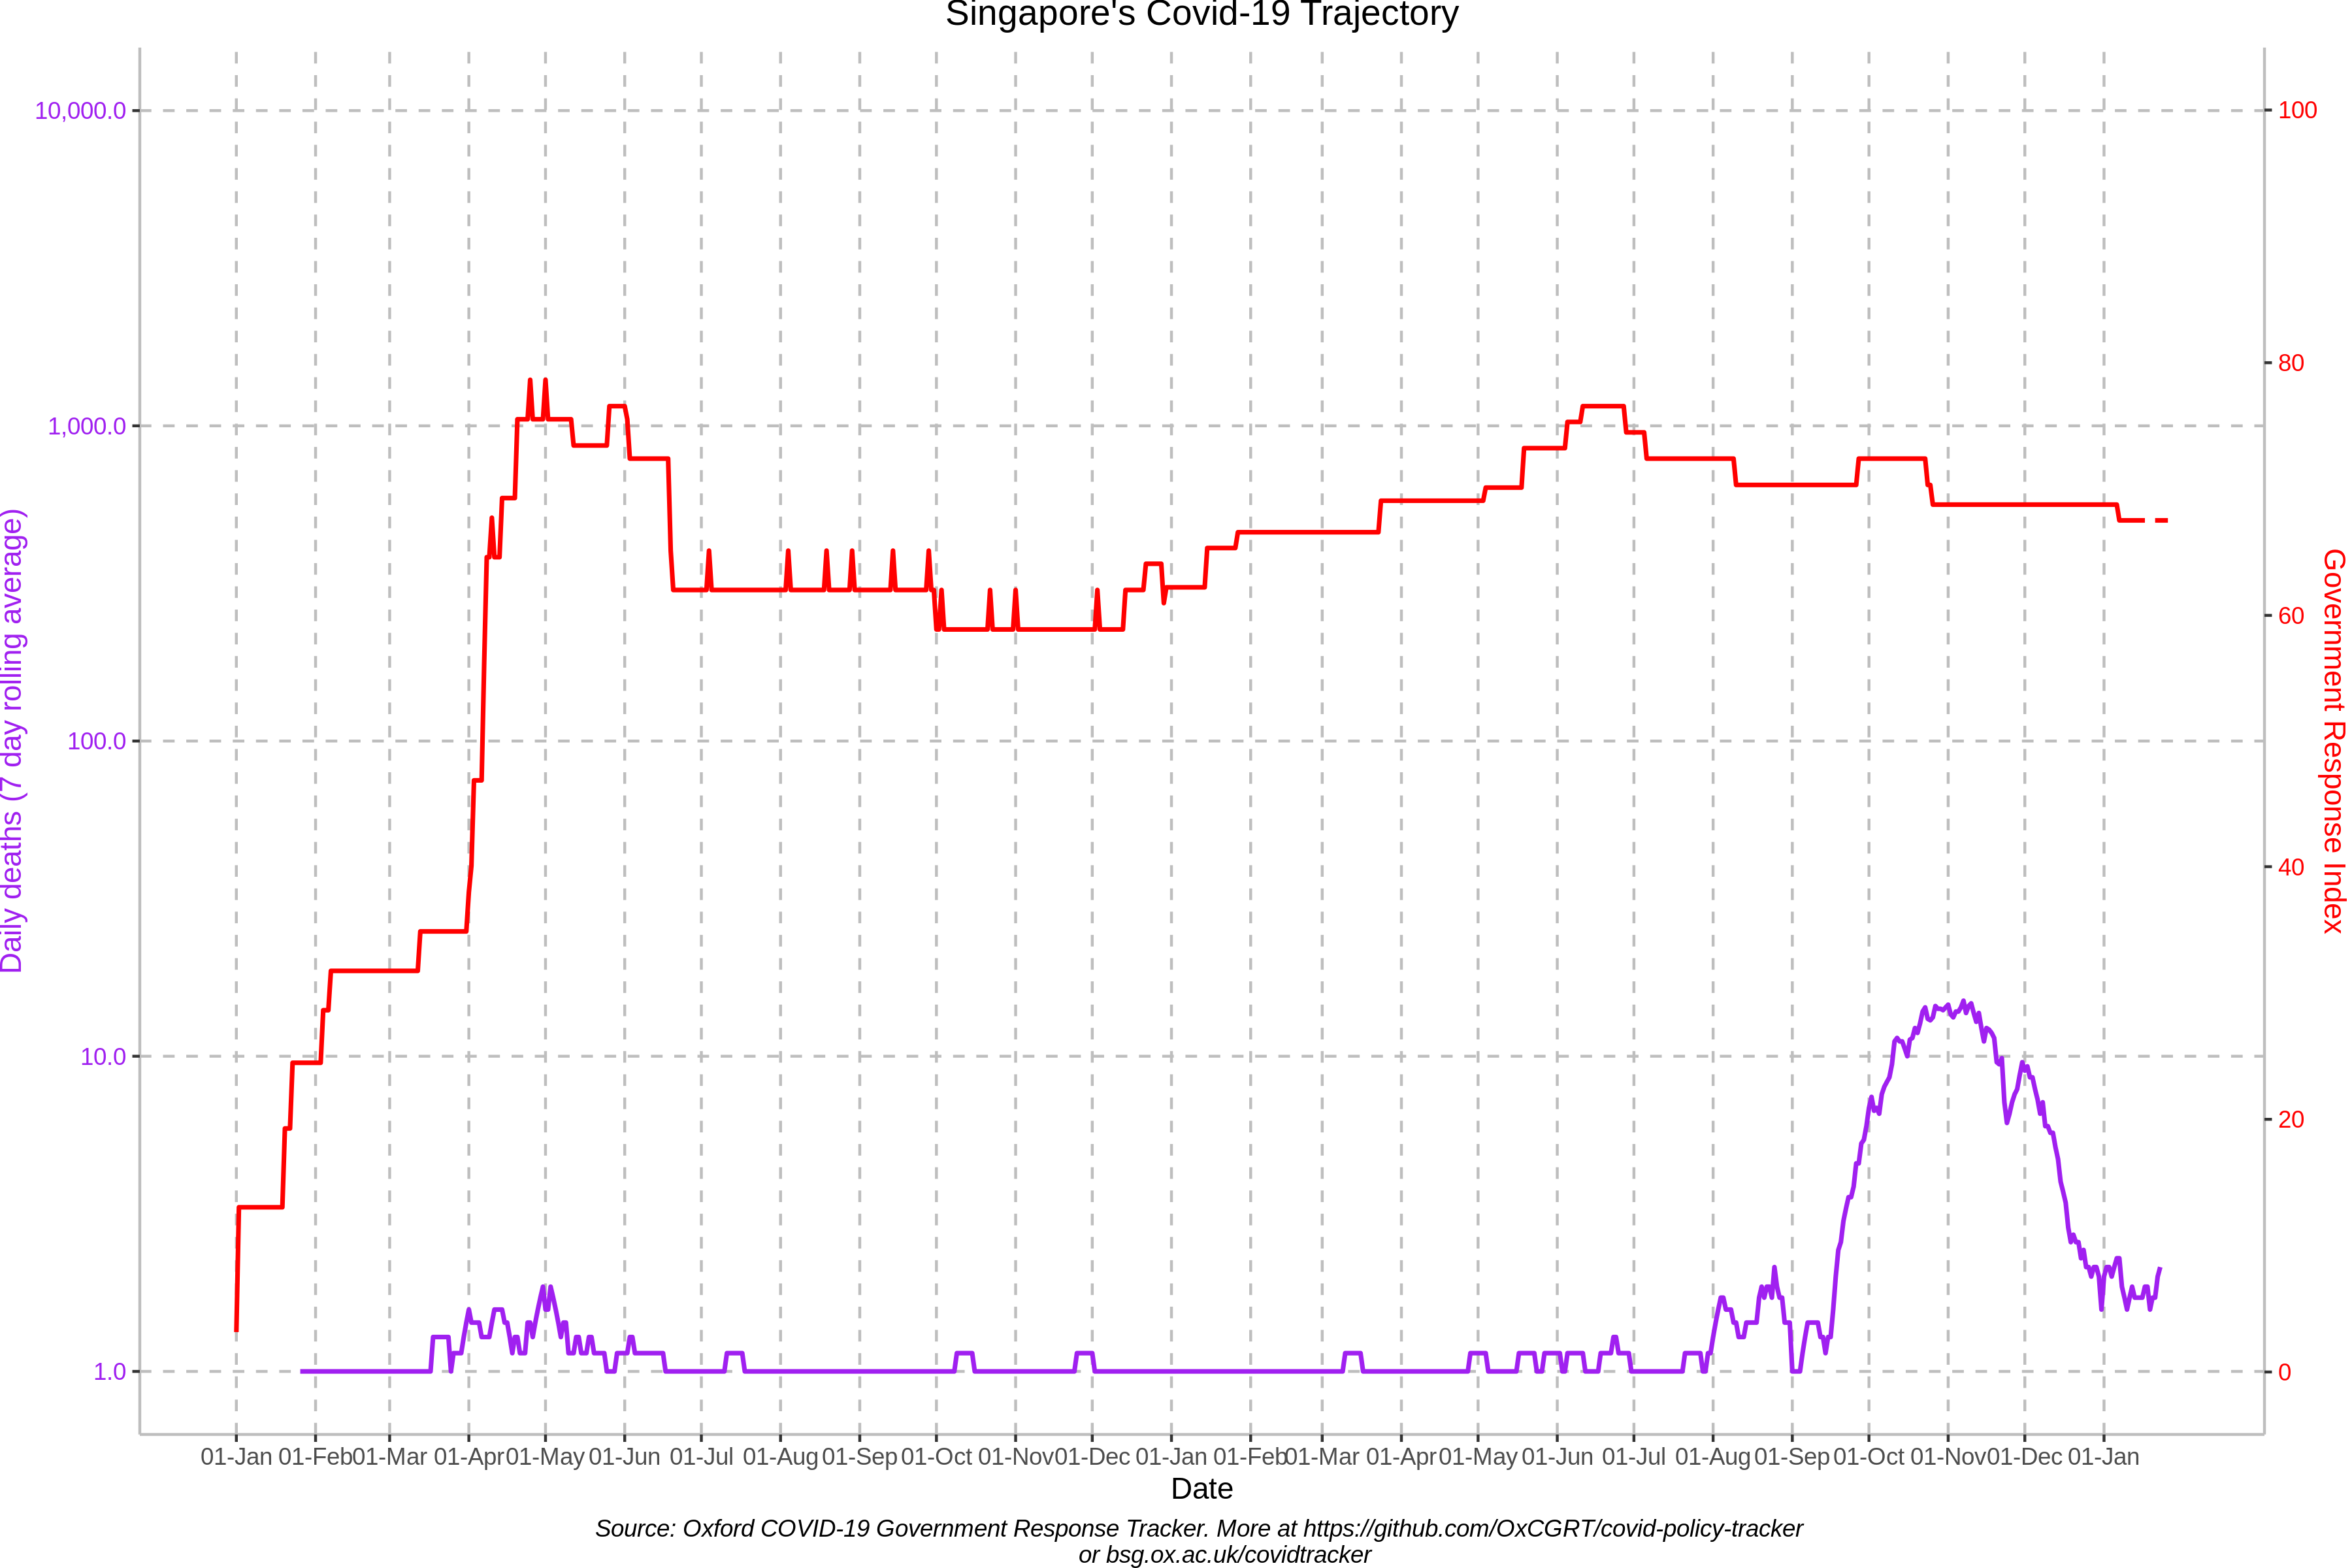 Singapore's Covid-19 Trajectory
10,000.0
1,000.0
100.0
10.0
1.0
Daily deaths (7 day rolling average)
100
80
60
40
20
0
Government Response Index
01-Jan 01-Feb 01-Mar 01-Apr 01-May 01-Jun 01-Jul 01-Aug 01-Sep 01-Oct 01-Nov 01-Dec 01-Jan 01-Feb 01-Mar 01-Apr 01-May 01-Jun 01-Jul 01-Aug 01-Sep 01-Oct 01-Nov 01-Dec 01-Jan
Date
Source: Oxford COVID-19 Government Response Tracker. More at https://github.com/OxCGRT/covid-policy-tracker
or bsg.ox.ac.uk/covidtracker